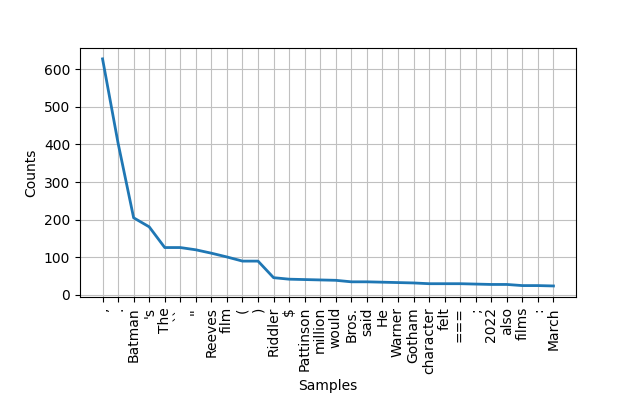 600
500
400
300
200
100
0
Counts
,
.
Batman
's
The
``
''
Reeves
film
(
)
Riddler
$
Pattinson
million
would
Bros.
said
He
Warner
Gotham
character
felt
===
;
2022
also
films
:
March
Samples